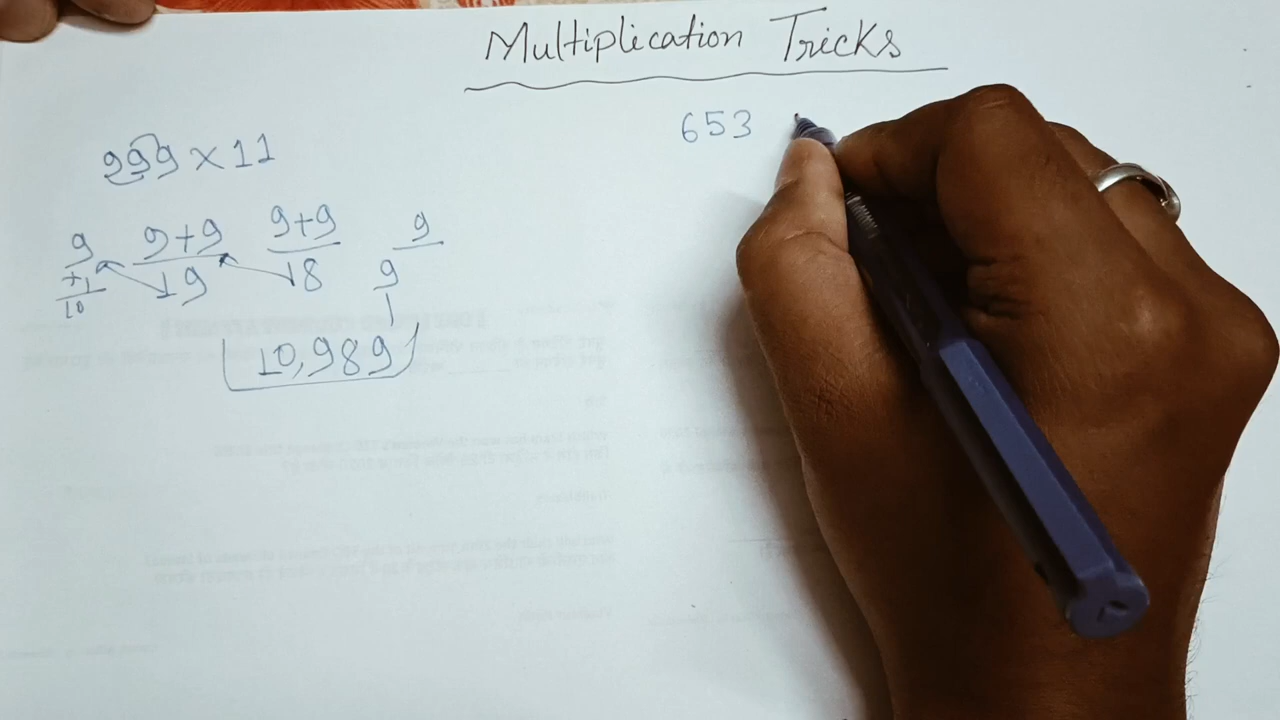 Multiplication Tricks
999 × 11
9 9+9 9+9 9
+1 19 18 9
10
10,989
653